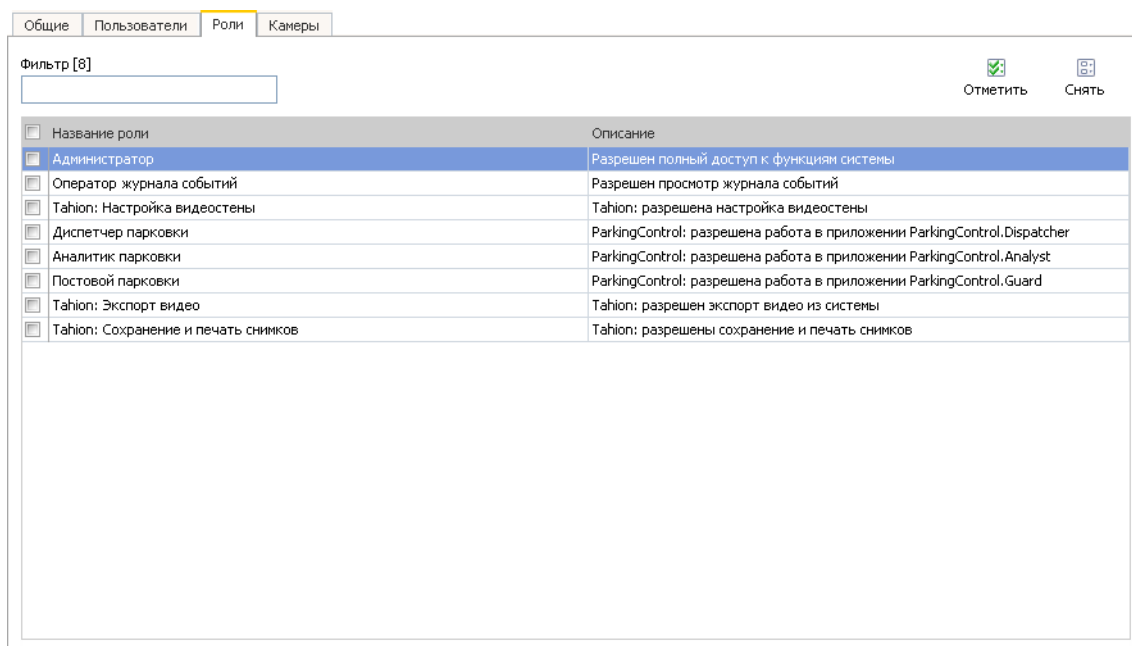 Общие Пользователи Роли Камеры
Фильтр [8]
Отметить Снять
Название роли Описание
Администратор Разрешен полный доступ к функциям системы
Оператор журнала событий Разрешен просмотр журнала событий
Tahion: Настройка видеостены Tahion: разрешена настройка видеостены
Диспетчер парковки ParkingControl: разрешена работа в приложении ParkingControl.Dispatcher
Аналитик парковки ParkingControl: разрешена работа в приложении ParkingControl.Analyst
Постовой парковки ParkingControl: разрешена работа в приложении ParkingControl.Guard
Tahion: Экспорт видео Tahion: разрешен экспорт видео из системы
Tahion: Сохранение и печать снимков Tahion: разрешены сохранение и печать снимков